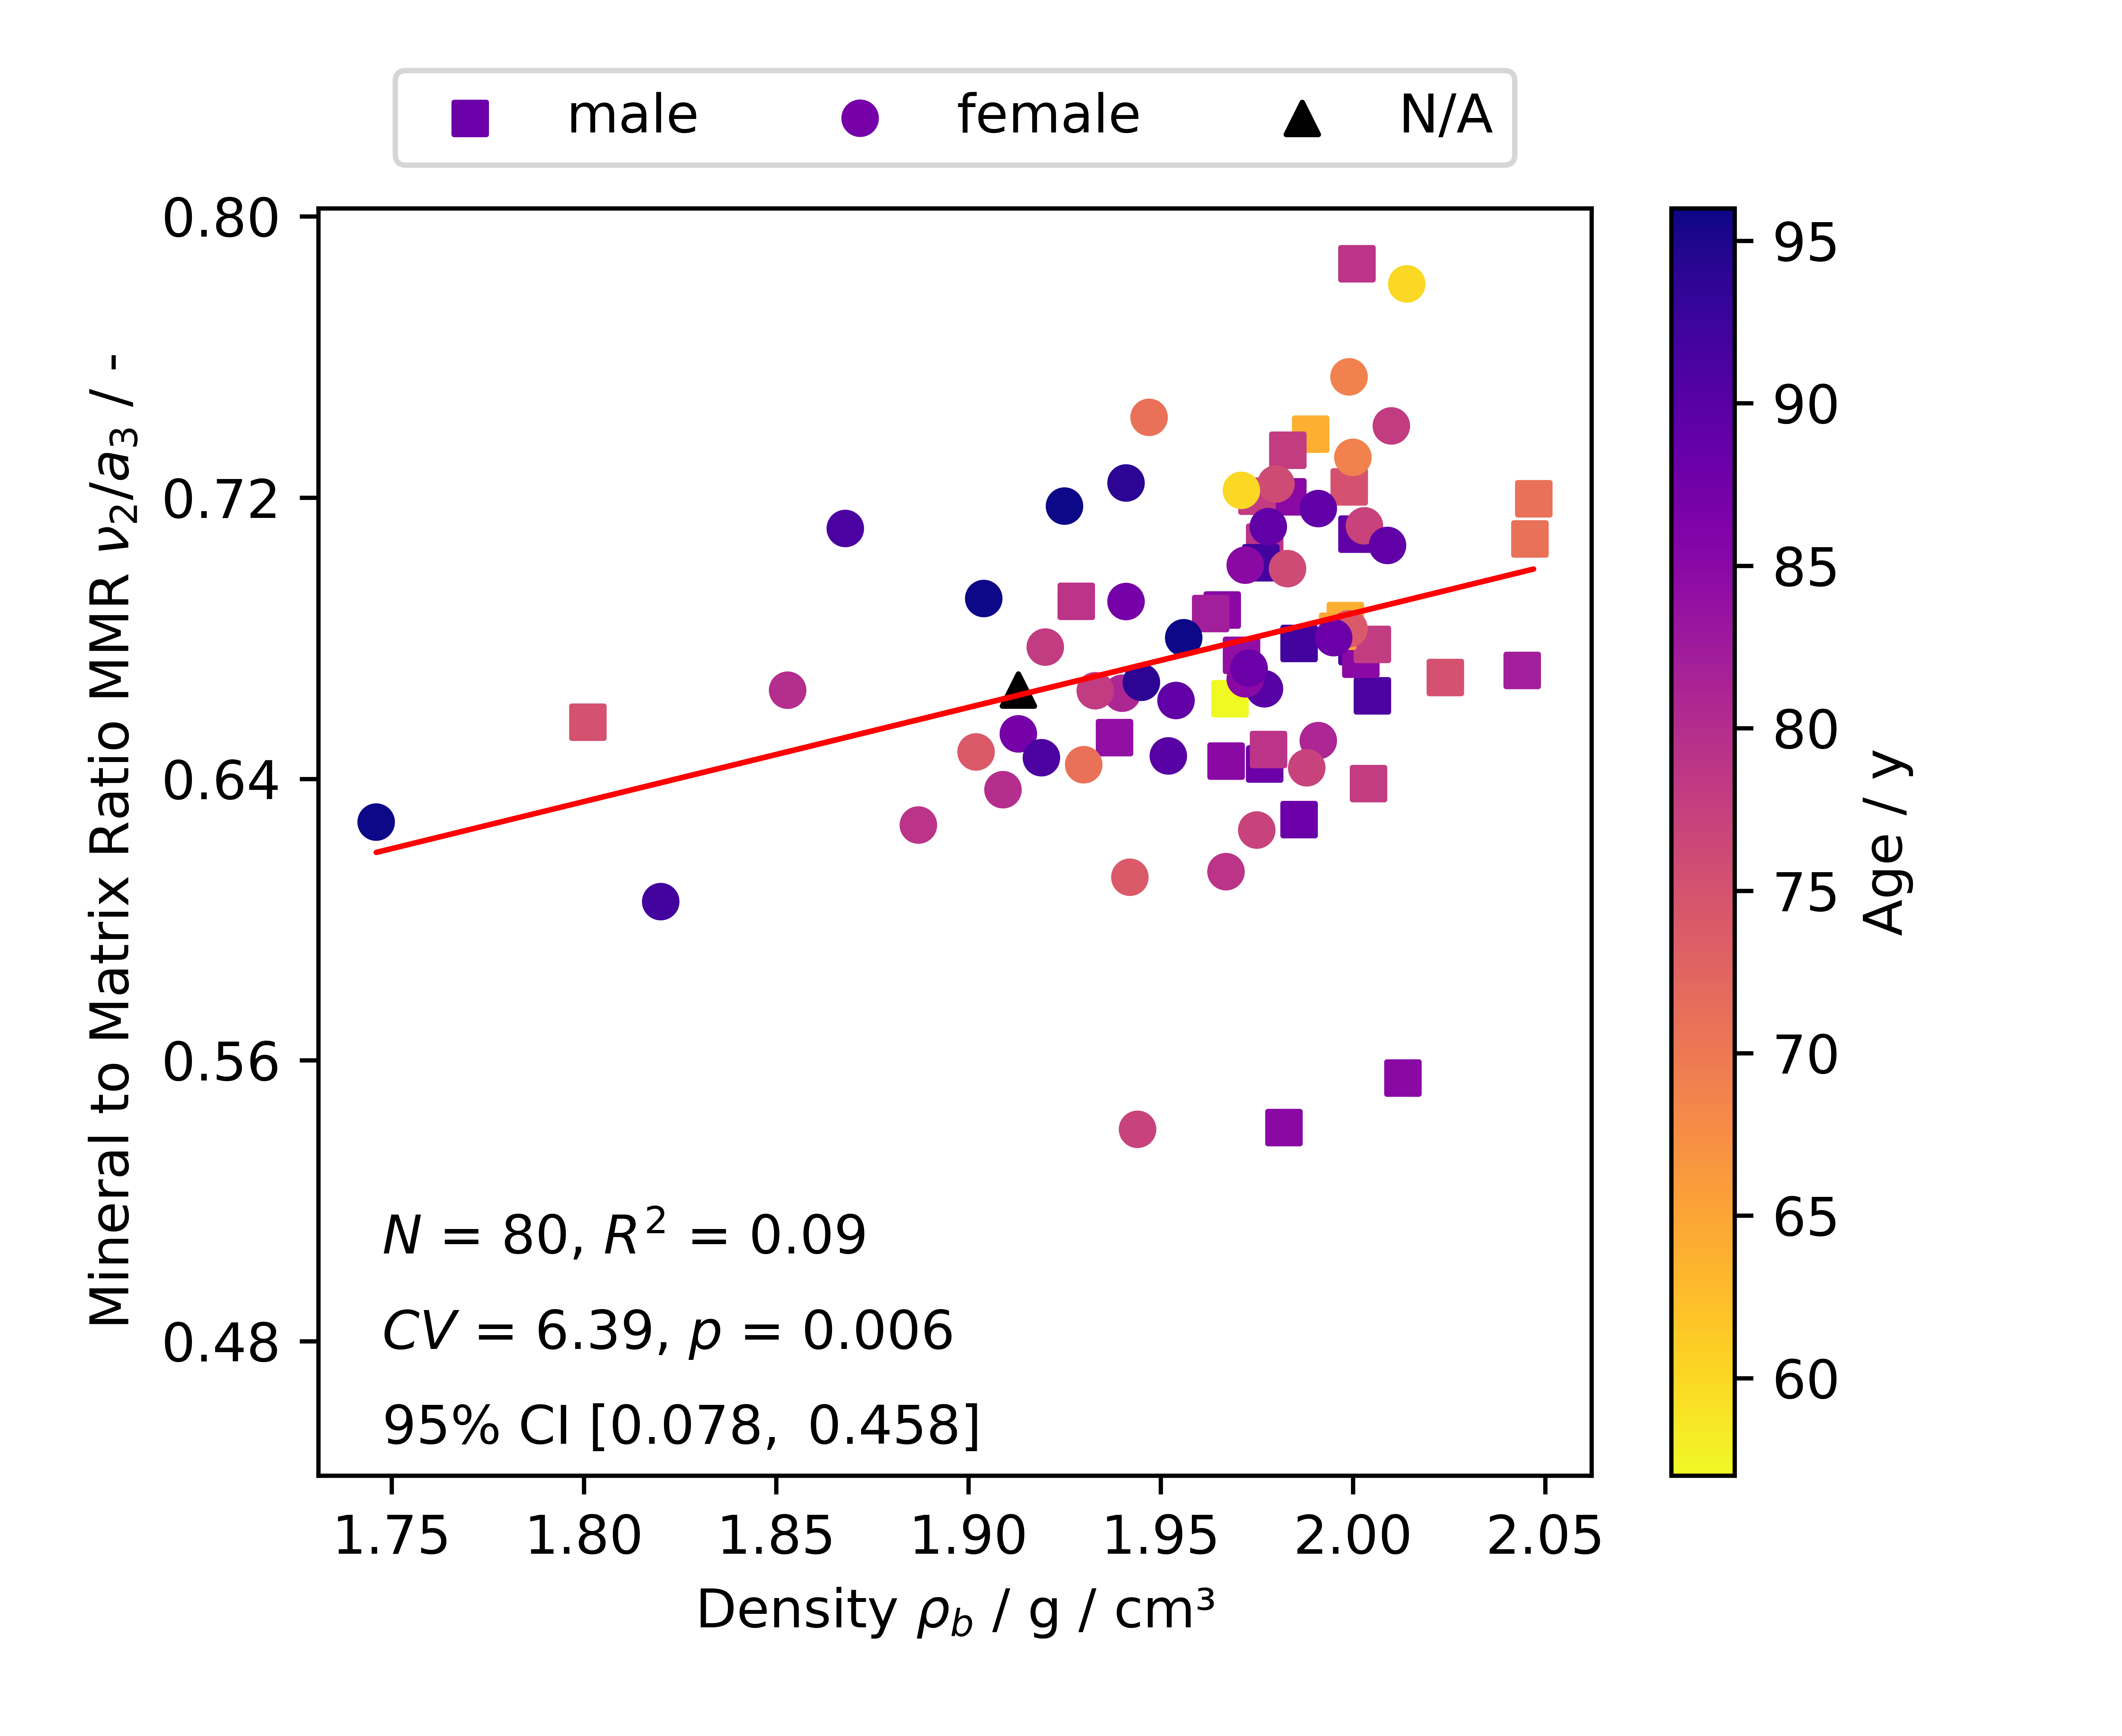 male female N/A
Mineral to Matrix Ratio MMR ν₂/a₃ / -
0.80
0.72
0.64
0.56
0.48
N = 80, R² = 0.09
CV = 6.39, p = 0.006
95% CI [0.078, 0.458]
1.75 1.80 1.85 1.90 1.95 2.00 2.05
Density ρ_b / g / cm³
95
90
85
80
75
70
65
60
Age / y